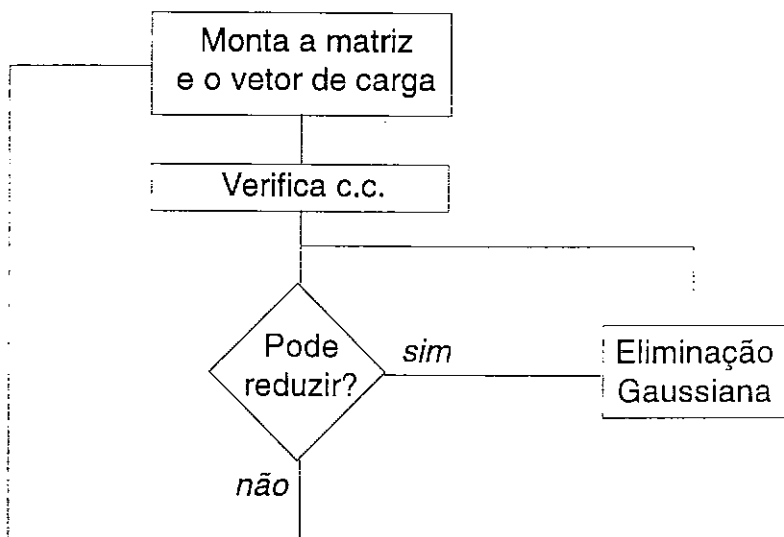 Monta a matriz
e o vetor de carga
Verifica c.c.
Pode
reduzir?
sim
Eliminação
Gaussiana
não